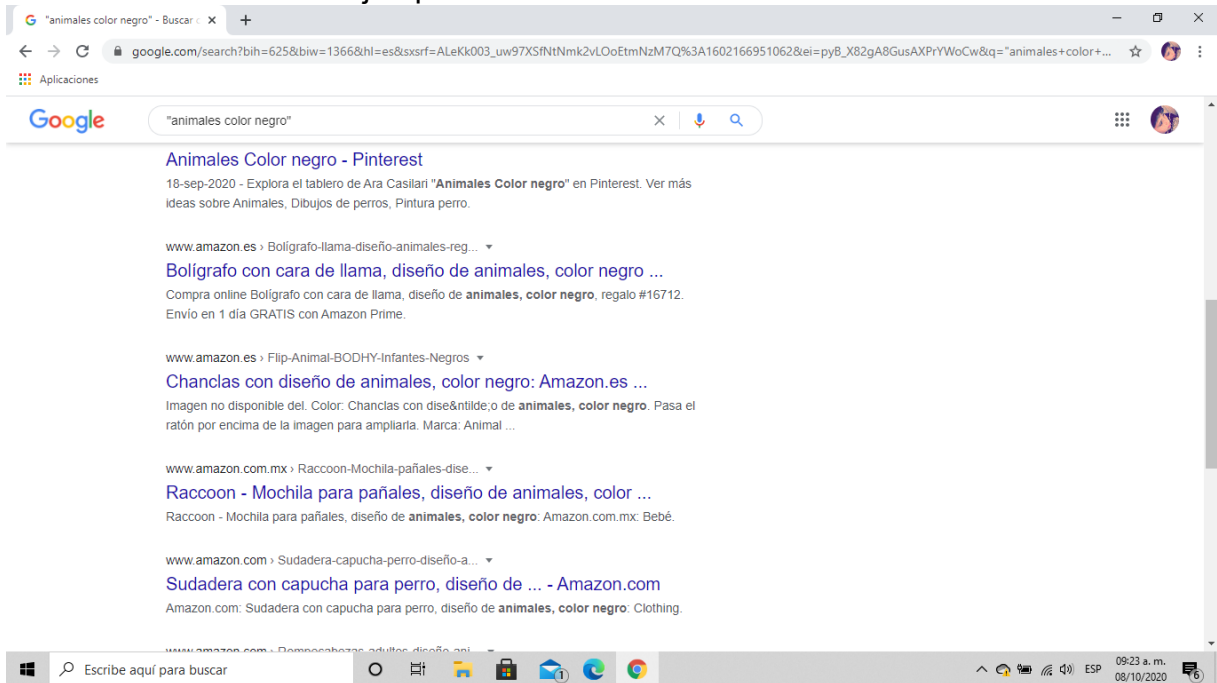 "animales color negro" - Buscar c
google.com/search?bih=625&biw=1366&hl=es&sxsrf=ALeKk003_uw97XSfNtNmk2vLOoEtmNzM7Q%3A1602166951062&ei=pyB_X82gA8GusAXPrYWoCw&q="animales+color+...
Aplicaciones
Google
"animales color negro"
Animales Color negro - Pinterest
18-sep-2020 - Explora el tablero de Ara Casilari "Animales Color negro" en Pinterest. Ver más
ideas sobre Animales, Dibujos de perros, Pintura perro.
www.amazon.es › Bolígrafo-llama-diseño-animales-reg...
Bolígrafo con cara de llama, diseño de animales, color negro ...
Compra online Bolígrafo con cara de llama, diseño de animales, color negro, regalo #16712.
Envío en 1 día GRATIS con Amazon Prime.
www.amazon.es › Flip-Animal-BODHY-Infantes-Negros
Chanclas con diseño de animales, color negro: Amazon.es ...
Imagen no disponible del. Color: Chanclas con dise&ntilde;o de animales, color negro. Pasa el
ratón por encima de la imagen para ampliarla. Marca: Animal ...
www.amazon.com.mx › Raccoon-Mochila-pañales-dise...
Raccoon - Mochila para pañales, diseño de animales, color ...
Raccoon - Mochila para pañales, diseño de animales, color negro: Amazon.com.mx: Bebé.
www.amazon.com › Sudadera-capucha-perro-diseño-a...
Sudadera con capucha para perro, diseño de ... - Amazon.com
Amazon.com: Sudadera con capucha para perro, diseño de animales, color negro: Clothing.
www.amazon.com › Rompecabezas-adultos-diseño-ani...
Escribe aquí para buscar
1
ESP
09:23 a. m.
08/10/2020
6